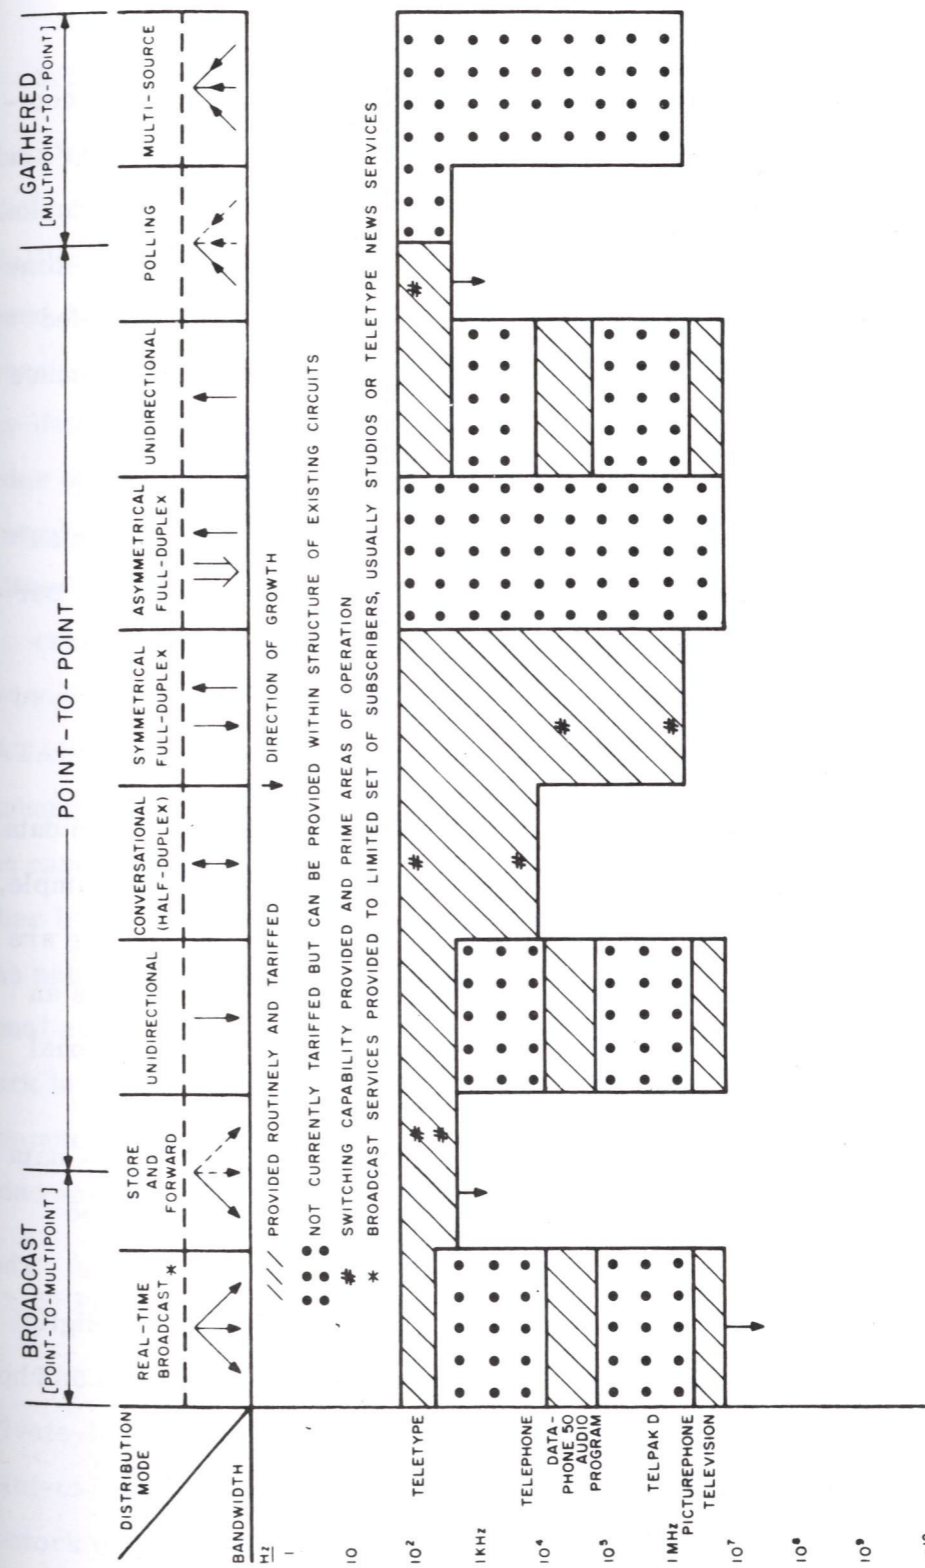 BROADCAST
[POINT-TO-MULTIPOINT]
POINT-TO-POINT
GATHERED
[MULTIPOINT-TO-POINT]
DISTRIBUTION
MODE
REAL-TIME
BROADCAST *
STORE
AND
FORWARD
UNIDIRECTIONAL
CONVERSATIONAL
(HALF-DUPLEX)
SYMMETRICAL
FULL-DUPLEX
ASYMMETRICAL
FULL-DUPLEX
UNIDIRECTIONAL
POLLING
MULTI-SOURCE
BANDWIDTH
Hz
1
10
10²
1KHz
10⁴
10⁵
1MHz
10⁷
10⁸
10⁹
TELETYPE
TELEPHONE
DATA-
PHONE 50
AUDIO
PROGRAM
TELPAK D
PICTUREPHONE
TELEVISION
/// PROVIDED ROUTINELY AND TARIFFED
DIRECTION OF GROWTH
NOT CURRENTLY TARIFFED BUT CAN BE PROVIDED WITHIN STRUCTURE OF EXISTING CIRCUITS
# SWITCHING CAPABILITY PROVIDED AND PRIME AREAS OF OPERATION
* BROADCAST SERVICES PROVIDED TO LIMITED SET OF SUBSCRIBERS, USUALLY STUDIOS OR TELETYPE NEWS SERVICES
#
#
#
#
#
#
#